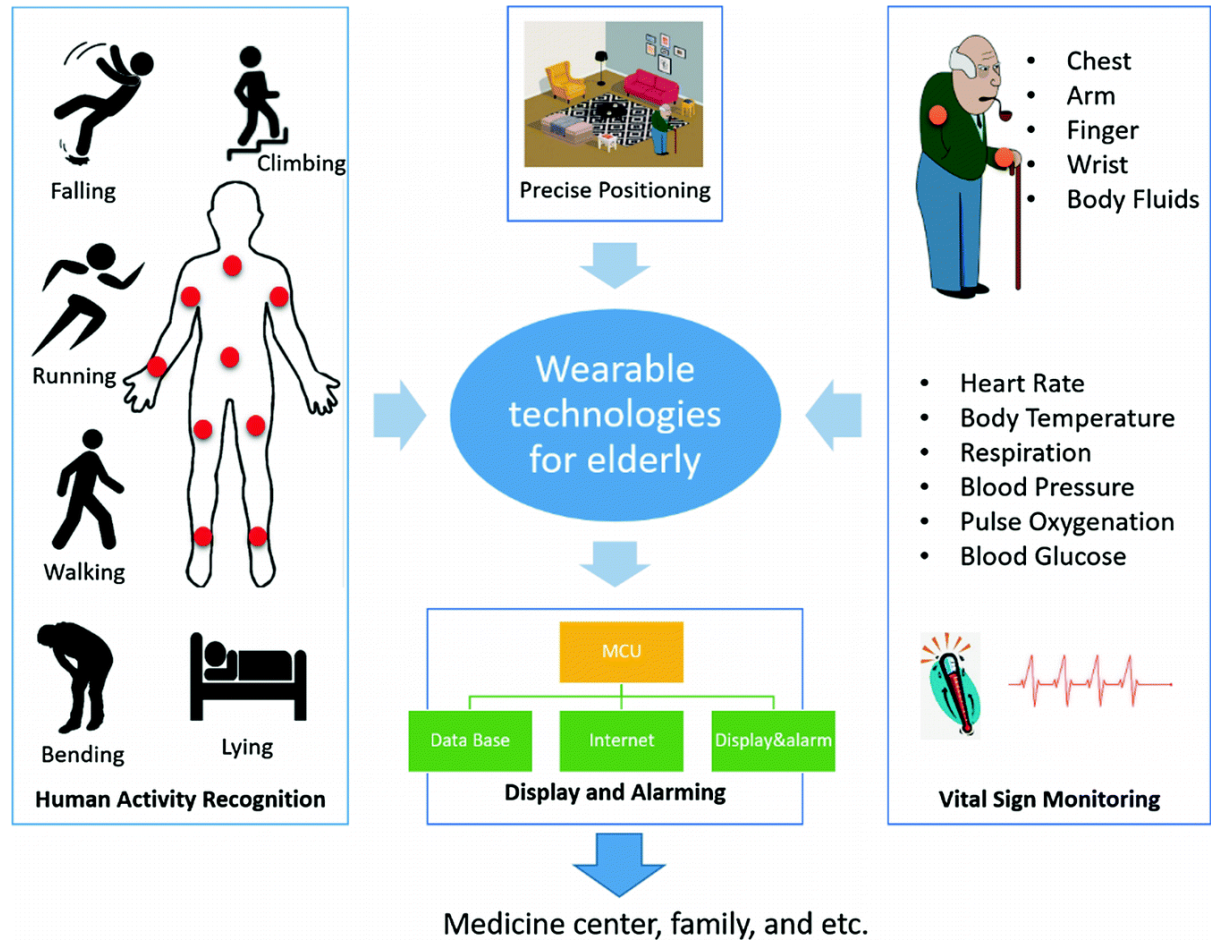 Falling
Climbing
Running
Walking
Bending
Lying
Human Activity Recognition
Precise Positioning
Wearable
technologies
for elderly
MCU
Data Base
Internet
Display&alarm
Display and Alarming
Medicine center, family, and etc.
• Chest
• Arm
• Finger
• Wrist
• Body Fluids
• Heart Rate
• Body Temperature
• Respiration
• Blood Pressure
• Pulse Oxygenation
• Blood Glucose
Vital Sign Monitoring